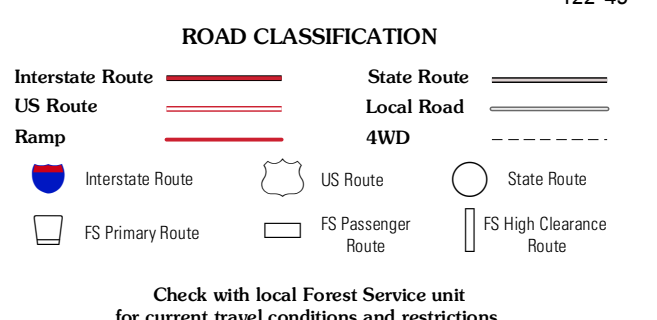 ROAD CLASSIFICATION
Interstate Route
State Route
US Route
Local Road
Ramp
4WD
Interstate Route
US Route
State Route
FS Primary Route
FS Passenger
Route
FS High Clearance
Route
Check with local Forest Service unit
for current travel conditions and restrictions